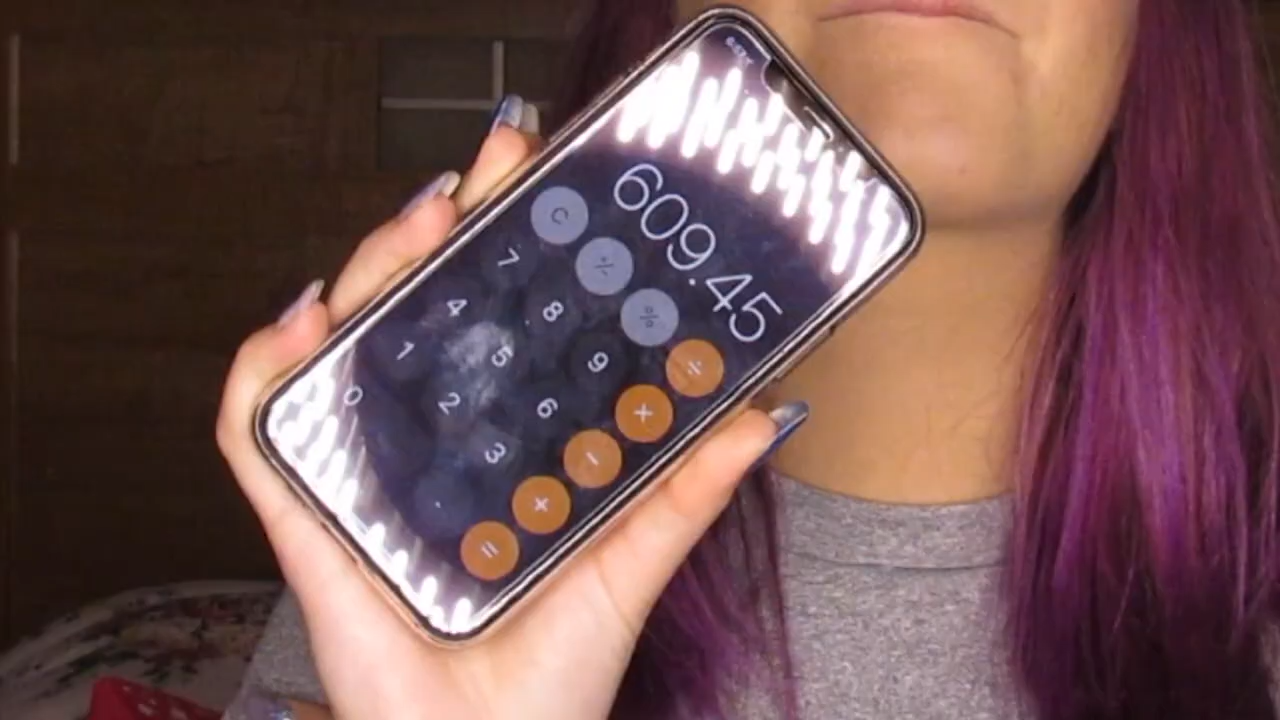 609.45
C +/- % ÷
7 8 9 ×
4 5 6 −
1 2 3 +
0 . =